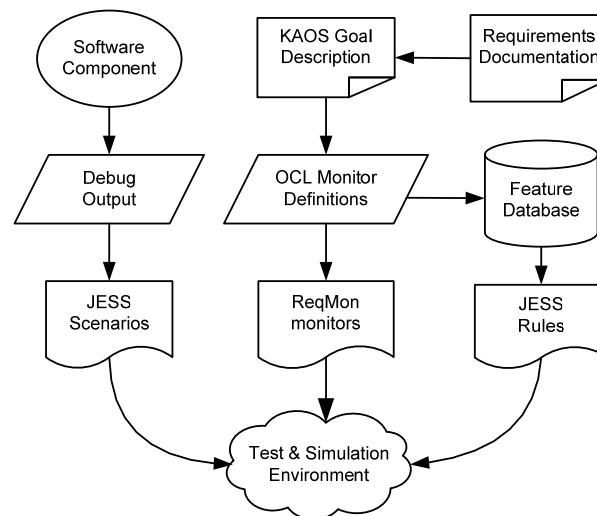 Software
Component
KAOS Goal
Description
Requirements
Documentation
Debug
Output
OCL Monitor
Definitions
Feature
Database
JESS
Scenarios
ReqMon
monitors
JESS
Rules
Test & Simulation
Environment